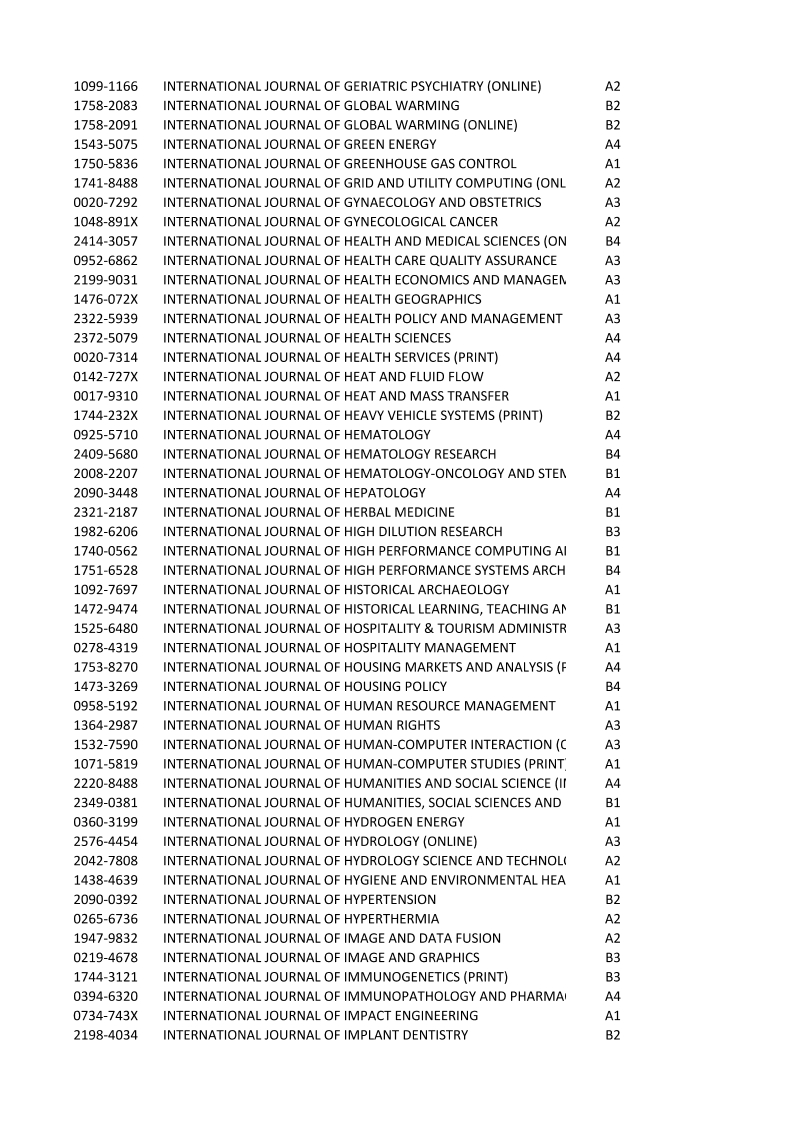 1099-1166 INTERNATIONAL JOURNAL OF GERIATRIC PSYCHIATRY (ONLINE) A2
1758-2083 INTERNATIONAL JOURNAL OF GLOBAL WARMING B2
1758-2091 INTERNATIONAL JOURNAL OF GLOBAL WARMING (ONLINE) B2
1543-5075 INTERNATIONAL JOURNAL OF GREEN ENERGY A4
1750-5836 INTERNATIONAL JOURNAL OF GREENHOUSE GAS CONTROL A1
1741-8488 INTERNATIONAL JOURNAL OF GRID AND UTILITY COMPUTING (ONL A2
0020-7292 INTERNATIONAL JOURNAL OF GYNAECOLOGY AND OBSTETRICS A3
1048-891X INTERNATIONAL JOURNAL OF GYNECOLOGICAL CANCER A2
2414-3057 INTERNATIONAL JOURNAL OF HEALTH AND MEDICAL SCIENCES (ON B4
0952-6862 INTERNATIONAL JOURNAL OF HEALTH CARE QUALITY ASSURANCE A3
2199-9031 INTERNATIONAL JOURNAL OF HEALTH ECONOMICS AND MANAGEM A3
1476-072X INTERNATIONAL JOURNAL OF HEALTH GEOGRAPHICS A1
2322-5939 INTERNATIONAL JOURNAL OF HEALTH POLICY AND MANAGEMENT A3
2372-5079 INTERNATIONAL JOURNAL OF HEALTH SCIENCES A4
0020-7314 INTERNATIONAL JOURNAL OF HEALTH SERVICES (PRINT) A4
0142-727X INTERNATIONAL JOURNAL OF HEAT AND FLUID FLOW A2
0017-9310 INTERNATIONAL JOURNAL OF HEAT AND MASS TRANSFER A1
1744-232X INTERNATIONAL JOURNAL OF HEAVY VEHICLE SYSTEMS (PRINT) B2
0925-5710 INTERNATIONAL JOURNAL OF HEMATOLOGY A4
2409-5680 INTERNATIONAL JOURNAL OF HEMATOLOGY RESEARCH B4
2008-2207 INTERNATIONAL JOURNAL OF HEMATOLOGY-ONCOLOGY AND STEM B1
2090-3448 INTERNATIONAL JOURNAL OF HEPATOLOGY A4
2321-2187 INTERNATIONAL JOURNAL OF HERBAL MEDICINE B1
1982-6206 INTERNATIONAL JOURNAL OF HIGH DILUTION RESEARCH B3
1740-0562 INTERNATIONAL JOURNAL OF HIGH PERFORMANCE COMPUTING B1
1751-6528 INTERNATIONAL JOURNAL OF HIGH PERFORMANCE SYSTEMS ARCH B4
1092-7697 INTERNATIONAL JOURNAL OF HISTORICAL ARCHAEOLOGY A1
1472-9474 INTERNATIONAL JOURNAL OF HISTORICAL LEARNING, TEACHING AN B1
1525-6480 INTERNATIONAL JOURNAL OF HOSPITALITY & TOURISM ADMINISTR A3
0278-4319 INTERNATIONAL JOURNAL OF HOSPITALITY MANAGEMENT A1
1753-8270 INTERNATIONAL JOURNAL OF HOUSING MARKETS AND ANALYSIS A4
1473-3269 INTERNATIONAL JOURNAL OF HOUSING POLICY B4
0958-5192 INTERNATIONAL JOURNAL OF HUMAN RESOURCE MANAGEMENT A1
1364-2987 INTERNATIONAL JOURNAL OF HUMAN RIGHTS A3
1532-7590 INTERNATIONAL JOURNAL OF HUMAN-COMPUTER INTERACTION A3
1071-5819 INTERNATIONAL JOURNAL OF HUMAN-COMPUTER STUDIES (PRINT) A1
2220-8488 INTERNATIONAL JOURNAL OF HUMANITIES AND SOCIAL SCIENCE A4
2349-0381 INTERNATIONAL JOURNAL OF HUMANITIES, SOCIAL SCIENCES AND B1
0360-3199 INTERNATIONAL JOURNAL OF HYDROGEN ENERGY A1
2576-4454 INTERNATIONAL JOURNAL OF HYDROLOGY (ONLINE) A3
2042-7808 INTERNATIONAL JOURNAL OF HYDROLOGY SCIENCE AND TECHNOLO A2
1438-4639 INTERNATIONAL JOURNAL OF HYGIENE AND ENVIRONMENTAL HEA A1
2090-0392 INTERNATIONAL JOURNAL OF HYPERTENSION B2
0265-6736 INTERNATIONAL JOURNAL OF HYPERTHERMIA A2
1947-9832 INTERNATIONAL JOURNAL OF IMAGE AND DATA FUSION A2
0219-4678 INTERNATIONAL JOURNAL OF IMAGE AND GRAPHICS B3
1744-3121 INTERNATIONAL JOURNAL OF IMMUNOGENETICS (PRINT) B3
0394-6320 INTERNATIONAL JOURNAL OF IMMUNOPATHOLOGY AND PHARMAC A4
0734-743X INTERNATIONAL JOURNAL OF IMPACT ENGINEERING A1
2198-4034 INTERNATIONAL JOURNAL OF IMPLANT DENTISTRY B2